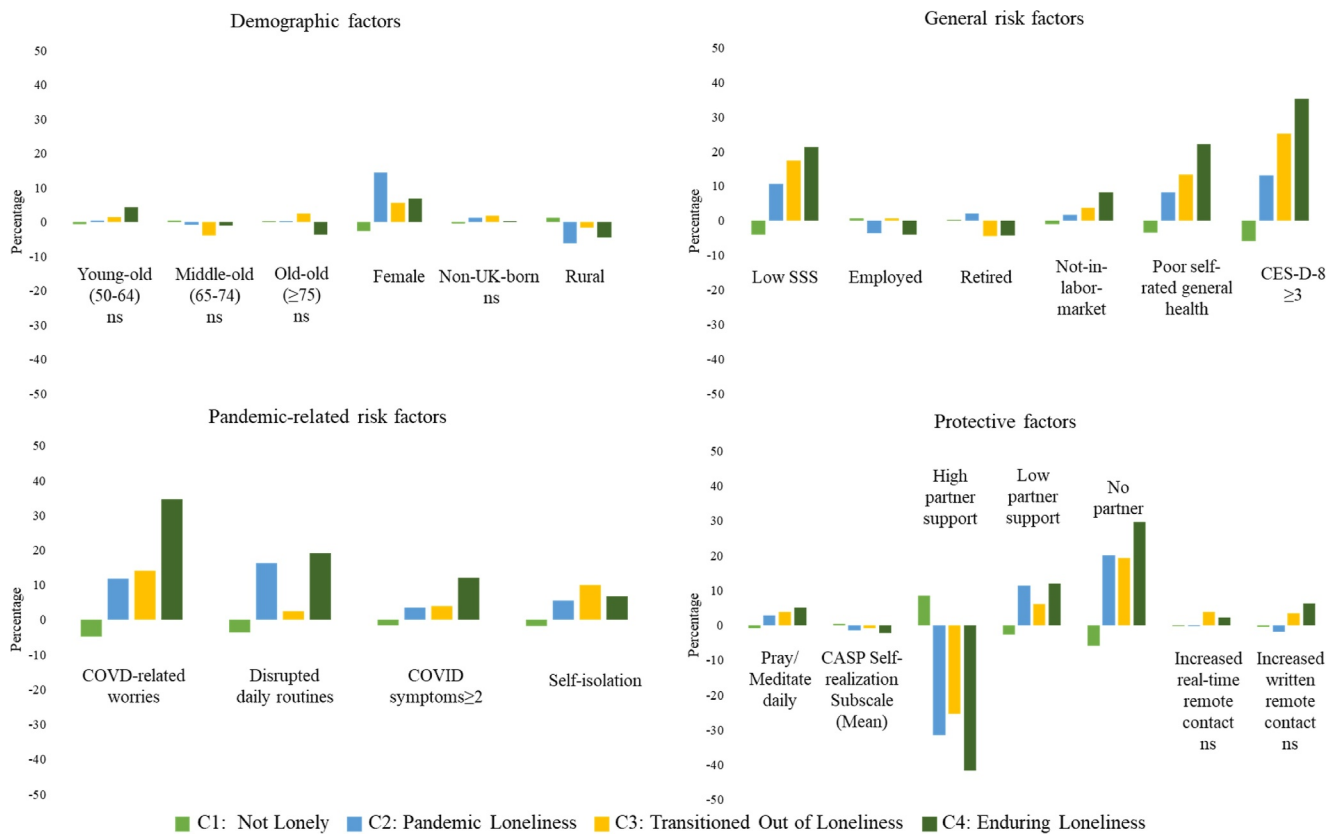 Demographic factors
50
40
30
20
10
0
-10
-20
-30
-40
-50
Percentage
Young-old
(50-64)
ns
Middle-old
(65-74)
ns
Old-old
(≥75)
ns
Female
Non-UK-born
ns
Rural
General risk factors
50
40
30
20
10
0
-10
-20
-30
-40
-50
Percentage
Low SSS
Employed
Retired
Not-in-
labor-
market
Poor self-
rated general
health
CES-D-8
≥3
Pandemic-related risk factors
50
40
30
20
10
0
-10
-20
-30
-40
-50
Percentage
COVD-related
worries
Disrupted
daily routines
COVID
symptoms≥2
Self-isolation
Protective factors
50
40
30
20
10
0
-10
-20
-30
-40
-50
Percentage
High
partner
support
Low
partner
support
No
partner
Pray/
Meditate
daily
CASP Self-
realization
Subscale
(Mean)
Increased
real-time
remote
contact
ns
Increased
written
remote
contact
ns
C1: Not Lonely C2: Pandemic Loneliness C3: Transitioned Out of Loneliness C4: Enduring Loneliness